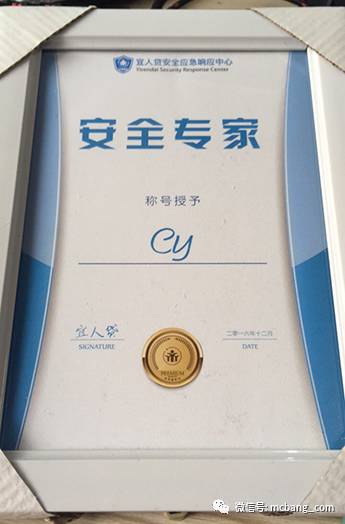 宜人贷安全应急响应中心
Yirendai Security Response Center
安全专家
称号授予
Cy
宜人贷
二零一六年十二月
SIGNATURE
DATE
PREMIUM
微信号: mcbang_com